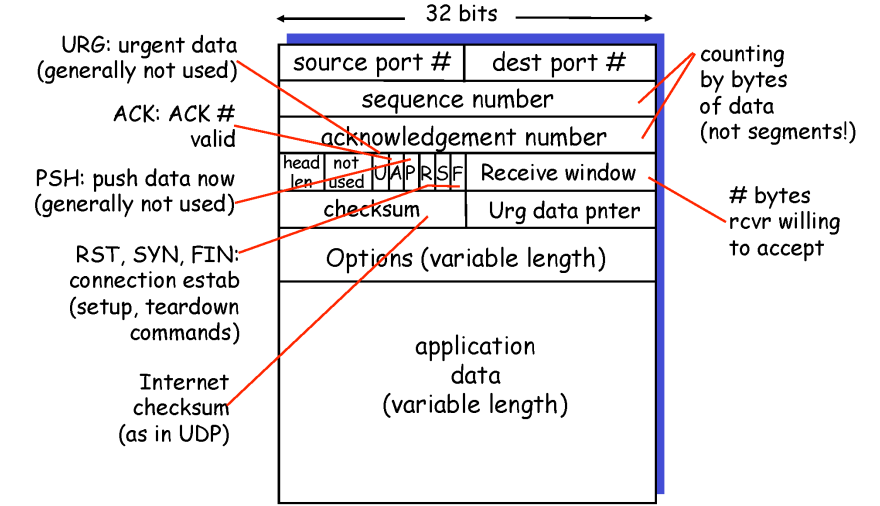 32 bits
URG: urgent data
(generally not used)
ACK: ACK #
valid
PSH: push data now
(generally not used)
RST, SYN, FIN:
connection estab
(setup, teardown
commands)
Internet
checksum
(as in UDP)
source port #
dest port #
sequence number
acknowledgement number
head
len
not
used
U
A
P
R
S
F
Receive window
checksum
Urg data pnter
Options (variable length)
application
data
(variable length)
counting
by bytes
of data
(not segments!)
# bytes
rcvr willing
to accept